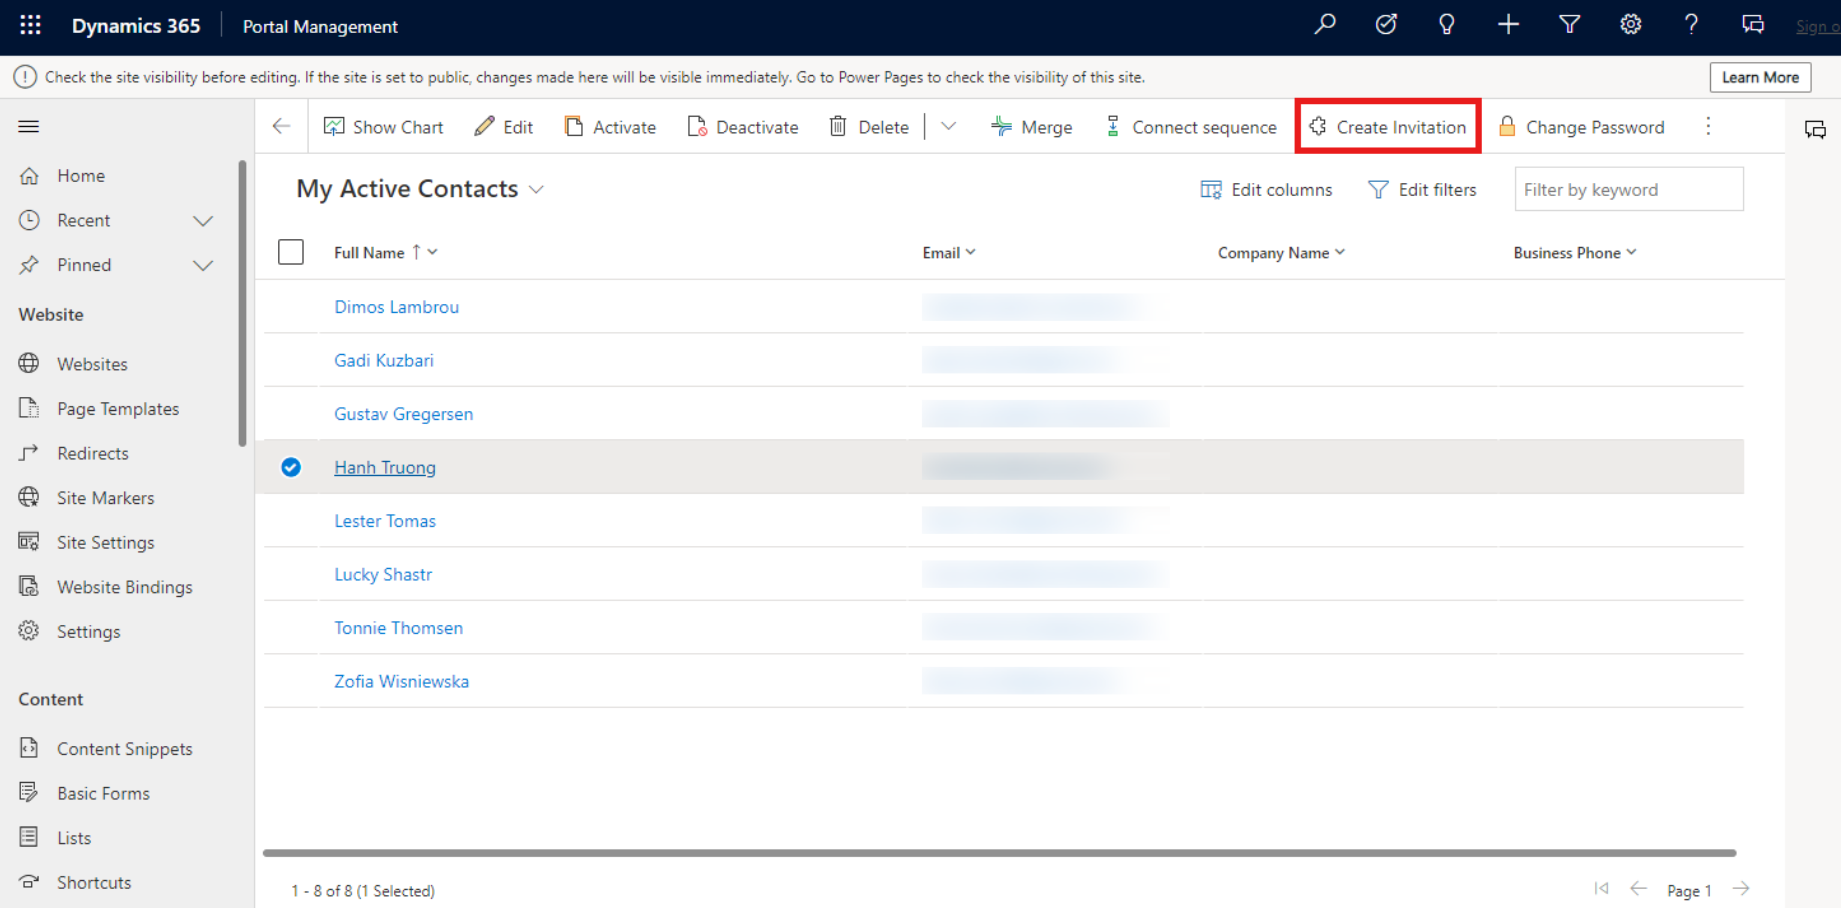 Dynamics 365 Portal Management
Check the site visibility before editing. If the site is set to public, changes made here will be visible immediately. Go to Power Pages to check the visibility of this site. Learn More
Show Chart Edit Activate Deactivate Delete Merge Connect sequence Create Invitation Change Password
Home
Recent
Pinned
Website
Websites
Page Templates
Redirects
Site Markers
Site Settings
Website Bindings
Settings
Content
Content Snippets
Basic Forms
Lists
Shortcuts
My Active Contacts Edit columns Edit filters Filter by keyword
Full Name Email Company Name Business Phone
Dimos Lambrou
Gadi Kuzbari
Gustav Gregersen
Hanh Truong
Lester Tomas
Lucky Shastr
Tonnie Thomsen
Zofia Wisniewska
1 - 8 of 8 (1 Selected) Page 1